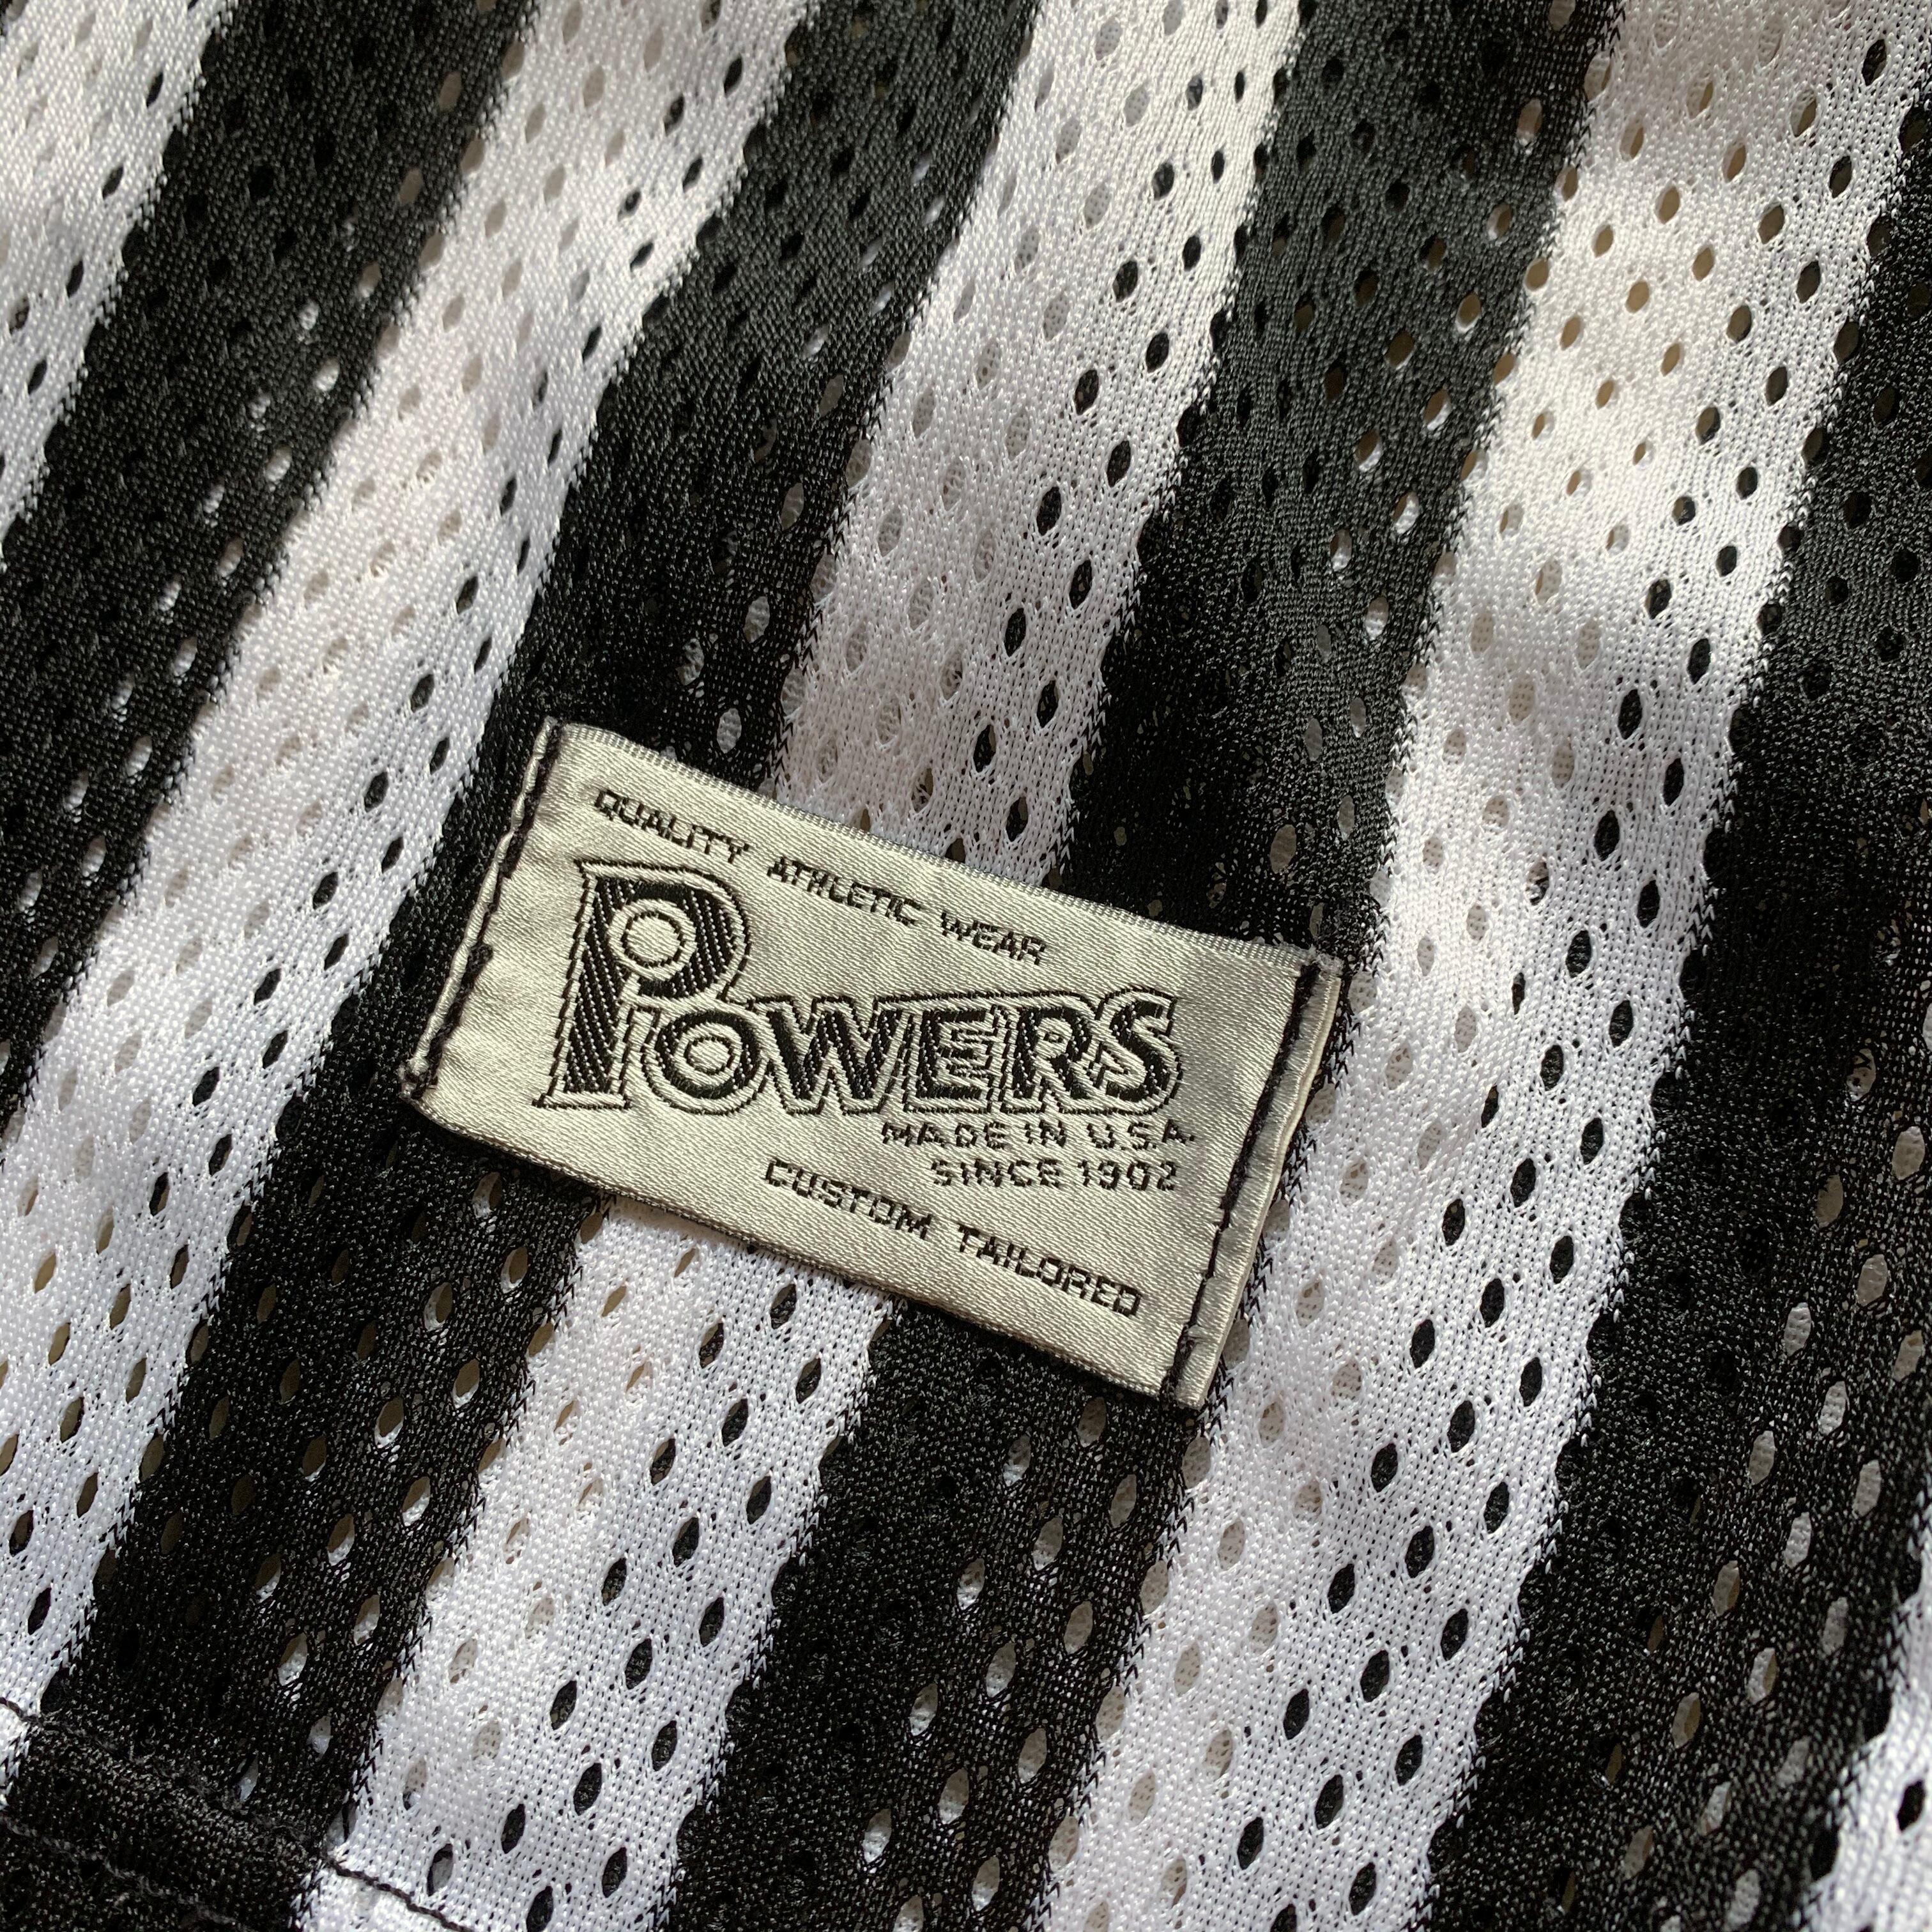 QUALITY ATHLETIC WEAR
POWERS
MADE IN U.S.A.
SINCE 1902
CUSTOM TAILORED